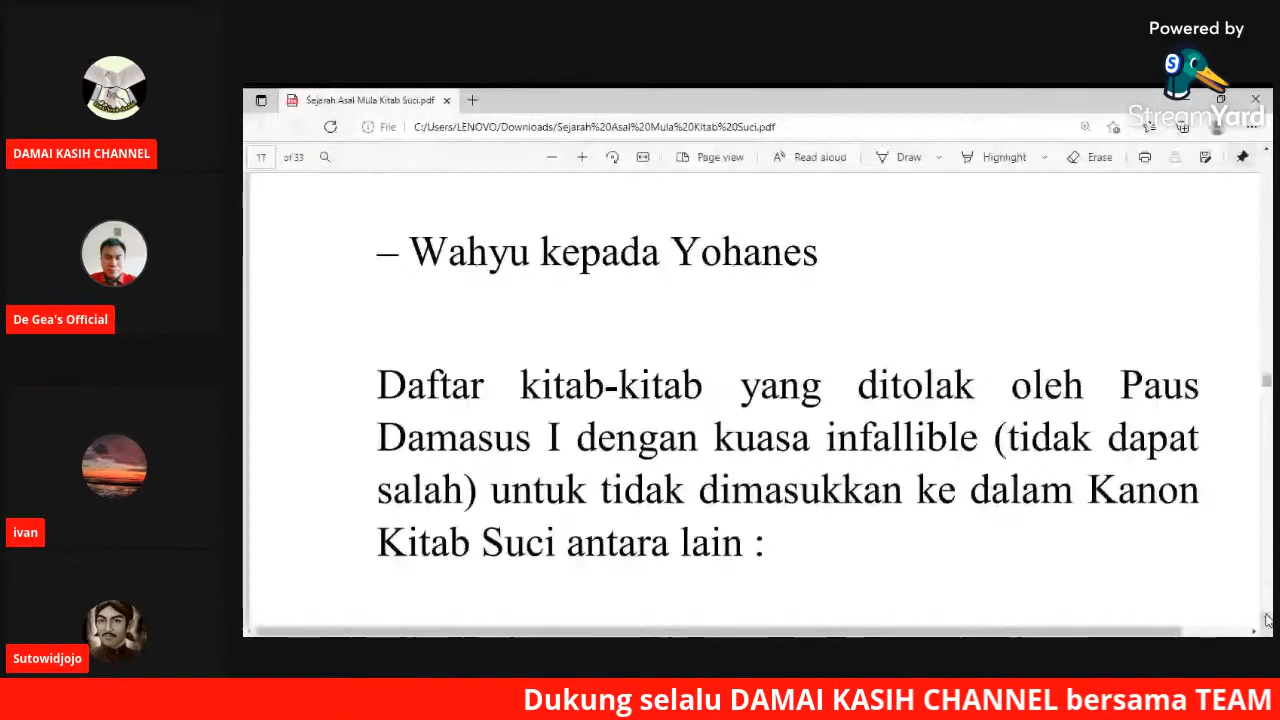 Powered by
StreamYard
DAMAI KASIH CHANNEL
De Gea's Official
ivan
Sutowidjojo
Sejarah Asal Mula Kitab Suci.pdf
File
C:/Users/LENOVO/Downloads/Sejarah%20Asal%20Mula%20Kitab%20Suci.pdf
17 of 33
Page view
Read aloud
Draw
Highlight
Erase
– Wahyu kepada Yohanes
Daftar kitab-kitab yang ditolak oleh Paus
Damasus I dengan kuasa infallible (tidak dapat
salah) untuk tidak dimasukkan ke dalam Kanon
Kitab Suci antara lain :
Dukung selalu DAMAI KASIH CHANNEL bersama TEAM